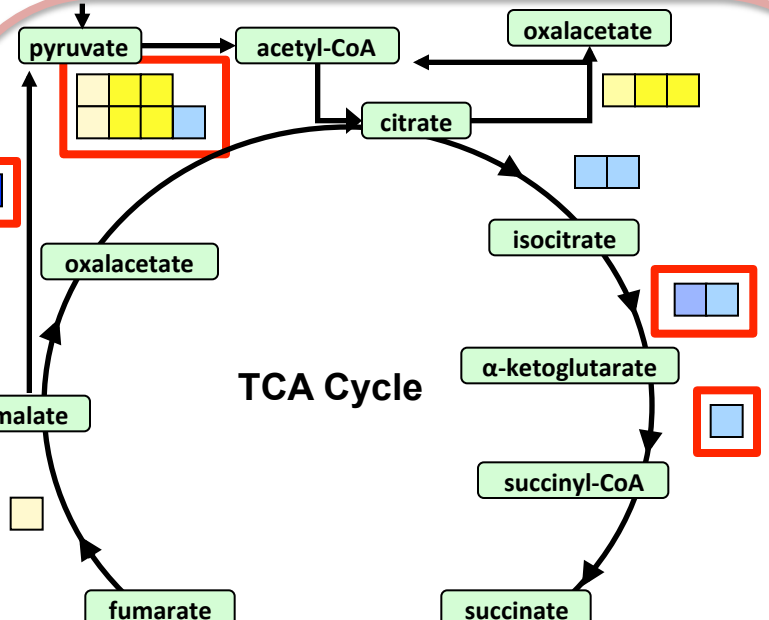 oxalacetate
pyruvate
acetyl-CoA
citrate
isocitrate
oxalacetate
α-ketoglutarate
TCA Cycle
malate
succinyl-CoA
fumarate
succinate